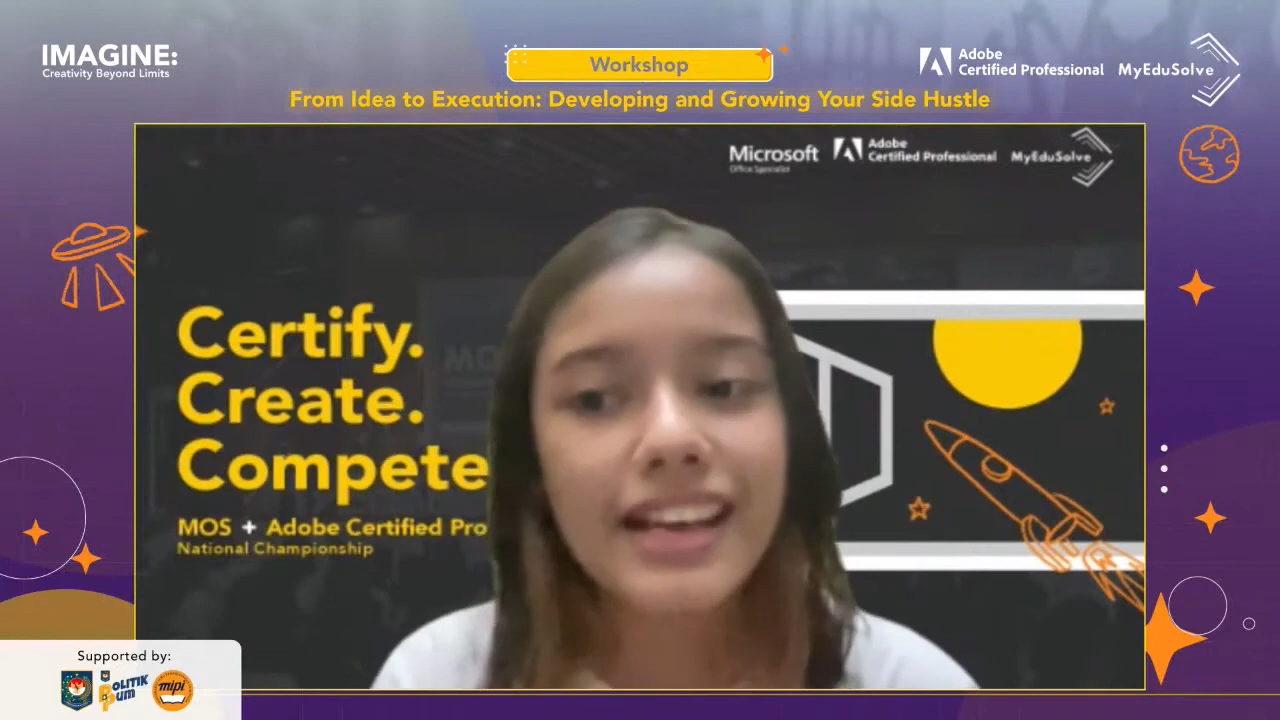 IMAGINE:
Creativity Beyond Limits
Workshop
Adobe
Certified Professional
MyEduSolve
From Idea to Execution: Developing and Growing Your Side Hustle
Microsoft
Office Specialist
Adobe
Certified Professional
MyEduSolve
Certify.
Create.
Compete
MOS + Adobe Certified Pro
National Championship
MO
Supported by:
POLITIK
PUM
mipi